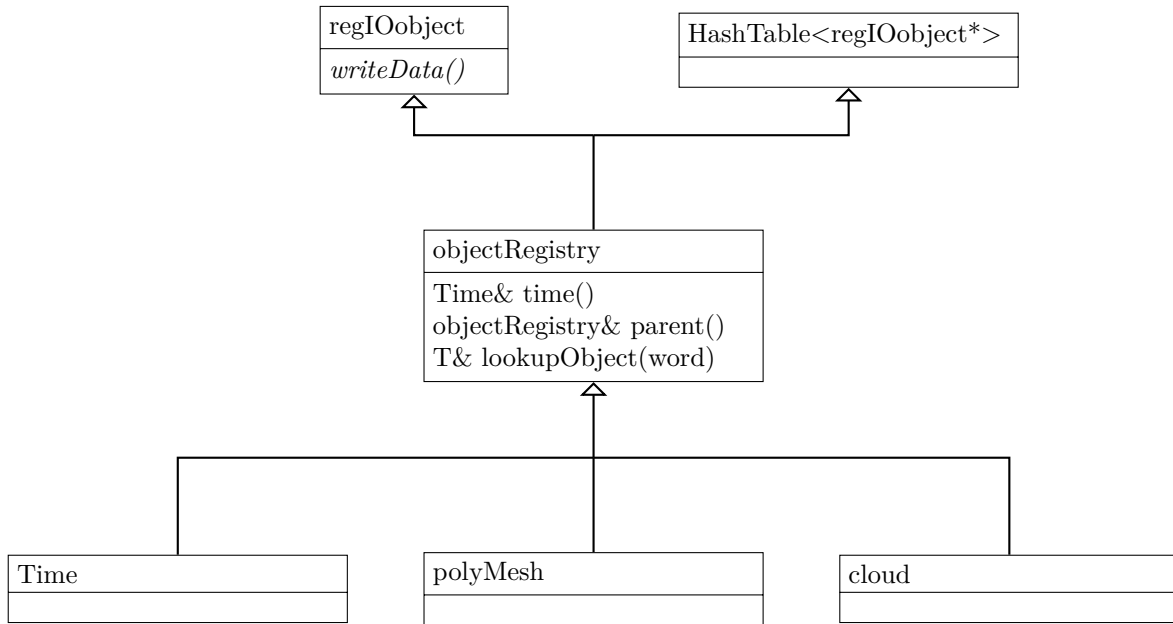 regIOobject
writeData()
HashTable<regIOobject*>
objectRegistry
Time& time()
objectRegistry& parent()
T& lookupObject(word)
Time
polyMesh
cloud